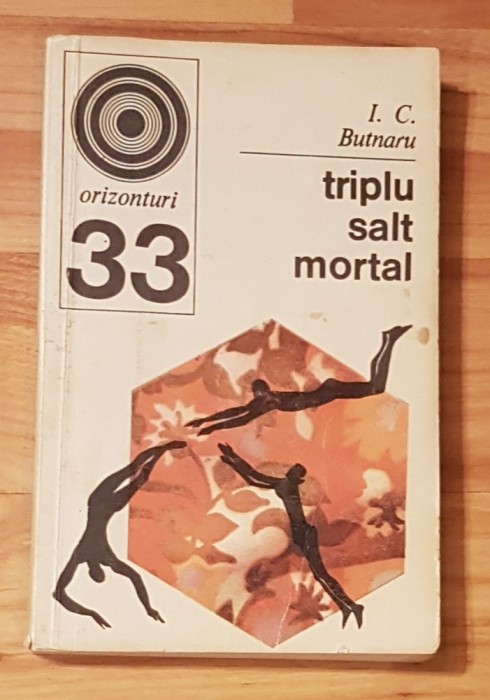 orizonturi
33
I. C.
Butnaru
triplu
salt
mortal